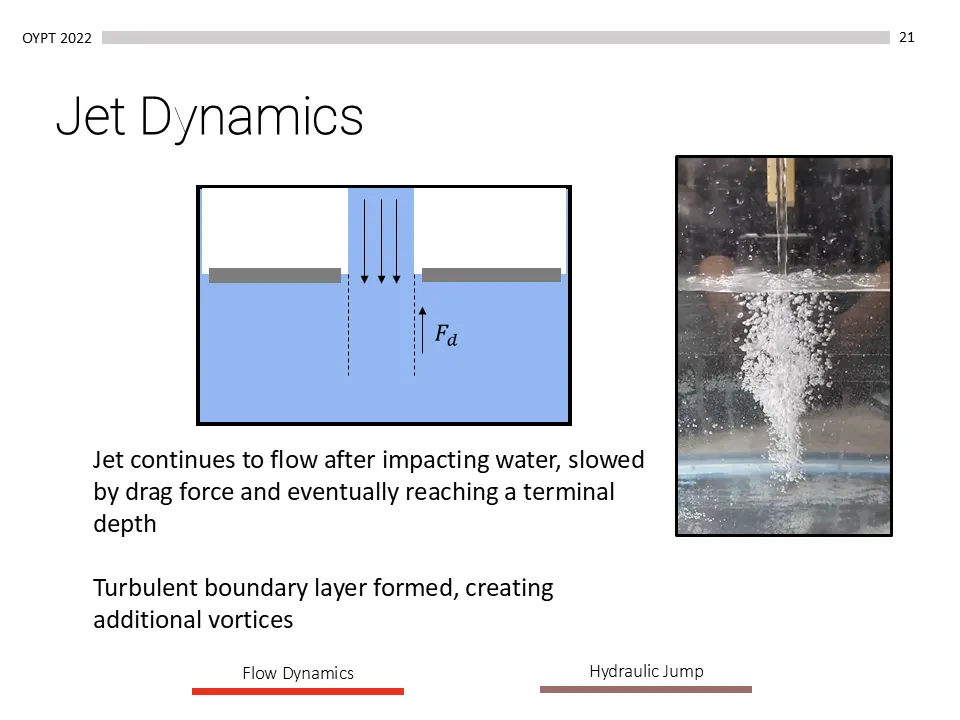 OYPT 2022
21
Jet Dynamics
F_d
Jet continues to flow after impacting water, slowed
by drag force and eventually reaching a terminal
depth
Turbulent boundary layer formed, creating
additional vortices
Flow Dynamics
Hydraulic Jump